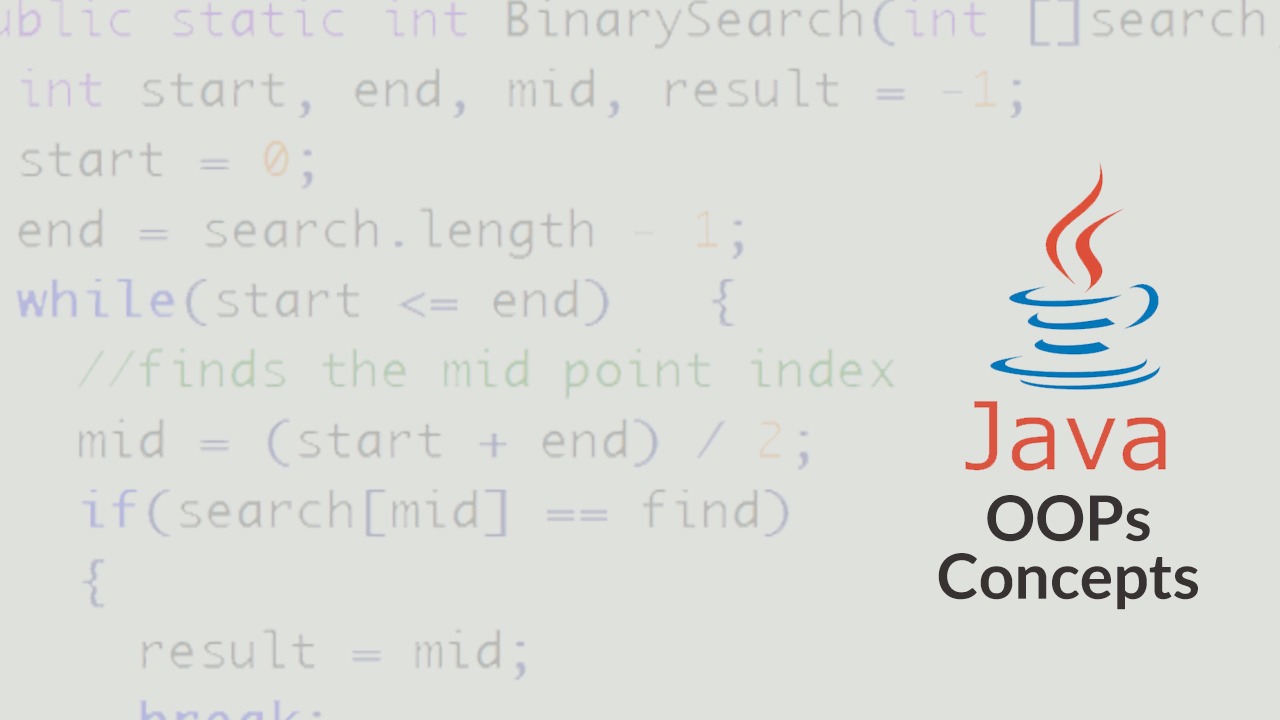 ublic static int BinarySearch(int []search,
int start, end, mid, result = -1;
start = 0;
end = search.length - 1;
while(start <= end)   {
//finds the mid point index
mid = (start + end) / 2;
if(search[mid] == find)
{
result = mid;
break;
Java
OOPs
Concepts